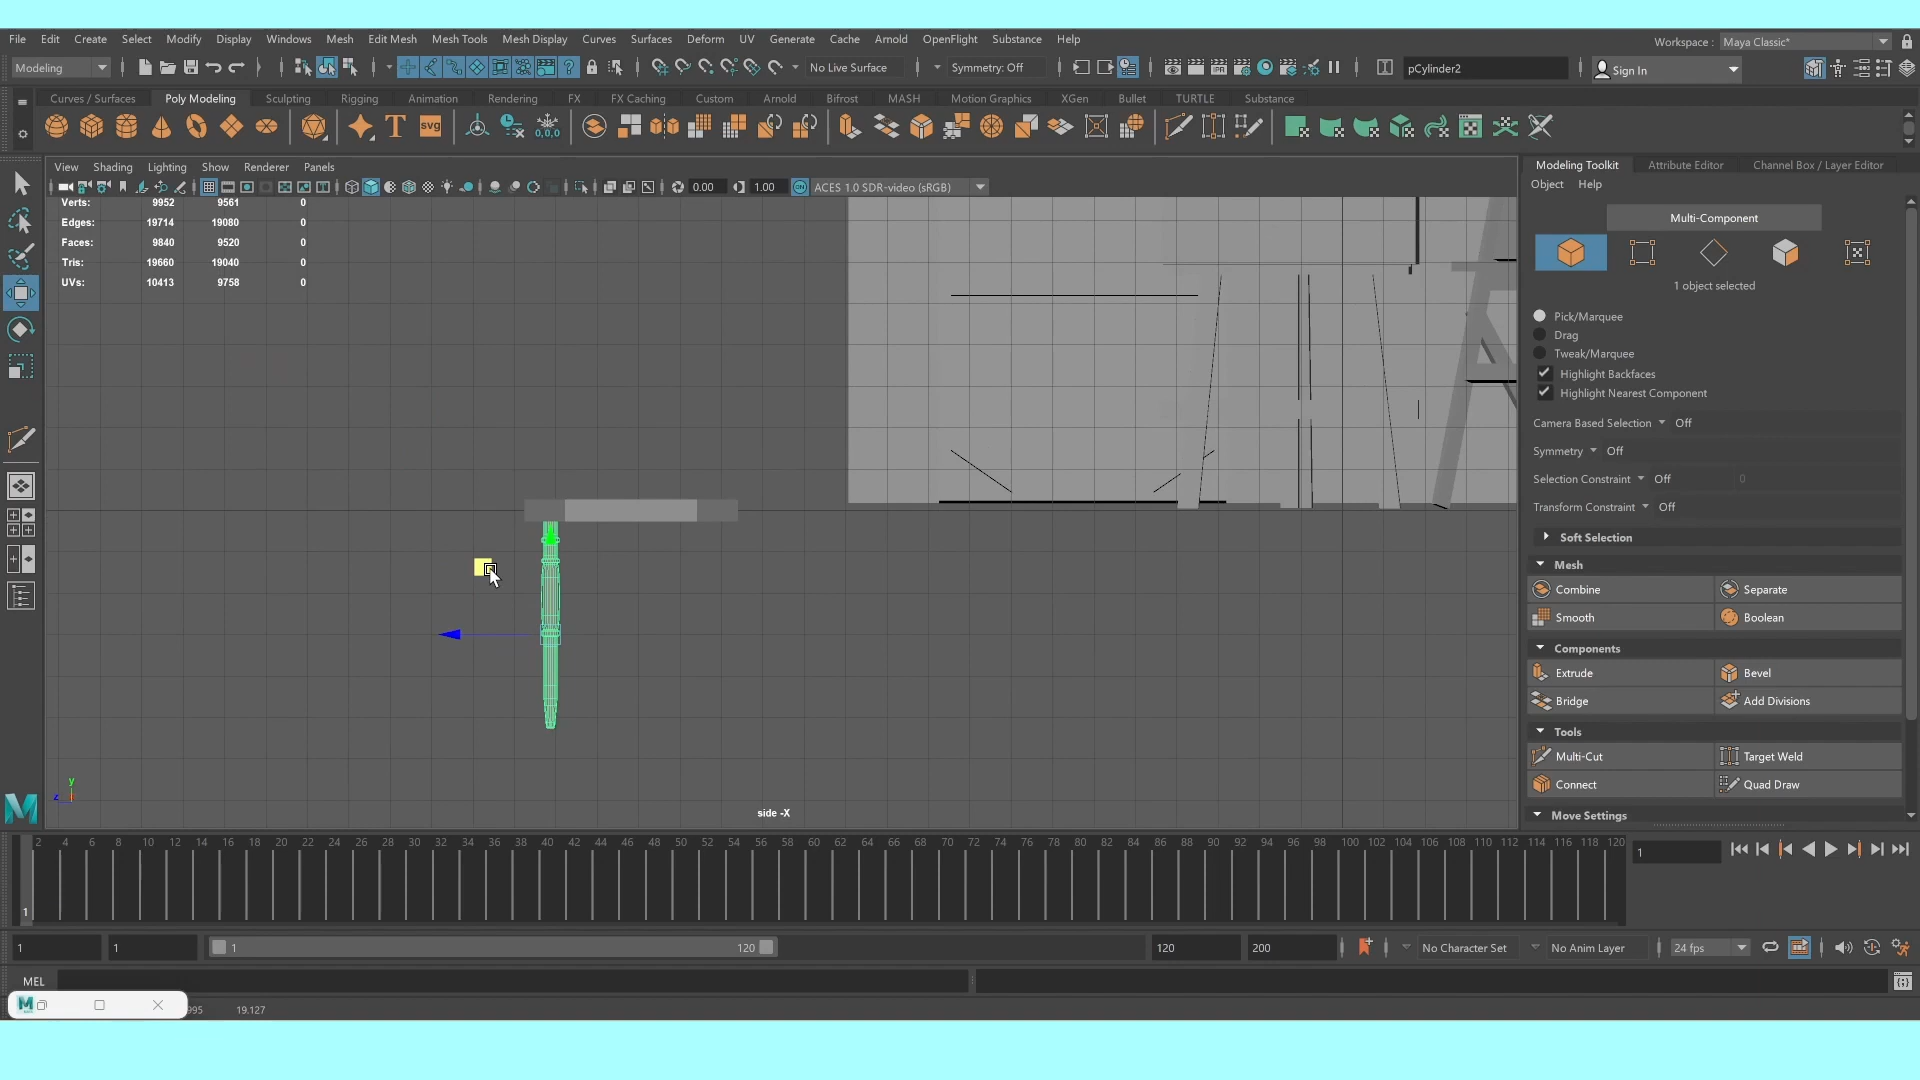 File Edit Create Select Modify Display Windows Mesh Edit Mesh Mesh Tools Mesh Display Curves Surfaces Deform UV Generate Cache Arnold OpenFlight Substance Help
Workspace : Maya Classic*
Modeling
No Live Surface
Symmetry: Off
pCylinder2
Sign In
Curves / Surfaces Poly Modeling Sculpting Rigging Animation Rendering FX FX Caching Custom Arnold Bifrost MASH Motion Graphics XGen Bullet TURTLE Substance
svg
0,0,0
IPR
View Shading Lighting Show Renderer Panels
0.00
1.00
ON
ACES 1.0 SDR-video (sRGB)
Verts: 9952 9561 0
Edges: 19714 19080 0
Faces: 9840 9520 0
Tris: 19660 19040 0
UVs: 10413 9758 0
y
z
side -X
Modeling Toolkit Attribute Editor Channel Box / Layer Editor
Object Help
Multi-Component
1 object selected
Pick/Marquee
Drag
Tweak/Marquee
Highlight Backfaces
Highlight Nearest Component
Camera Based Selection Off
Symmetry Off
Selection Constraint Off 0
Transform Constraint Off
Soft Selection
Mesh
Combine Separate
Smooth Boolean
Components
Extrude Bevel
Bridge Add Divisions
Tools
Multi-Cut Target Weld
Connect Quad Draw
Move Settings
2 4 6 8 10 12 14 16 18 20 22 24 26 28 30 32 34 36 38 40 42 44 46 48 50 52 54 56 58 60 62 64 66 68 70 72 74 76 78 80 82 84 86 88 90 92 94 96 98 100 102 104 106 108 110 112 114 116 118 120
1
1
1 1 1 120 120 200
No Character Set
No Anim Layer
24 fps
MEL
M
995 19.127